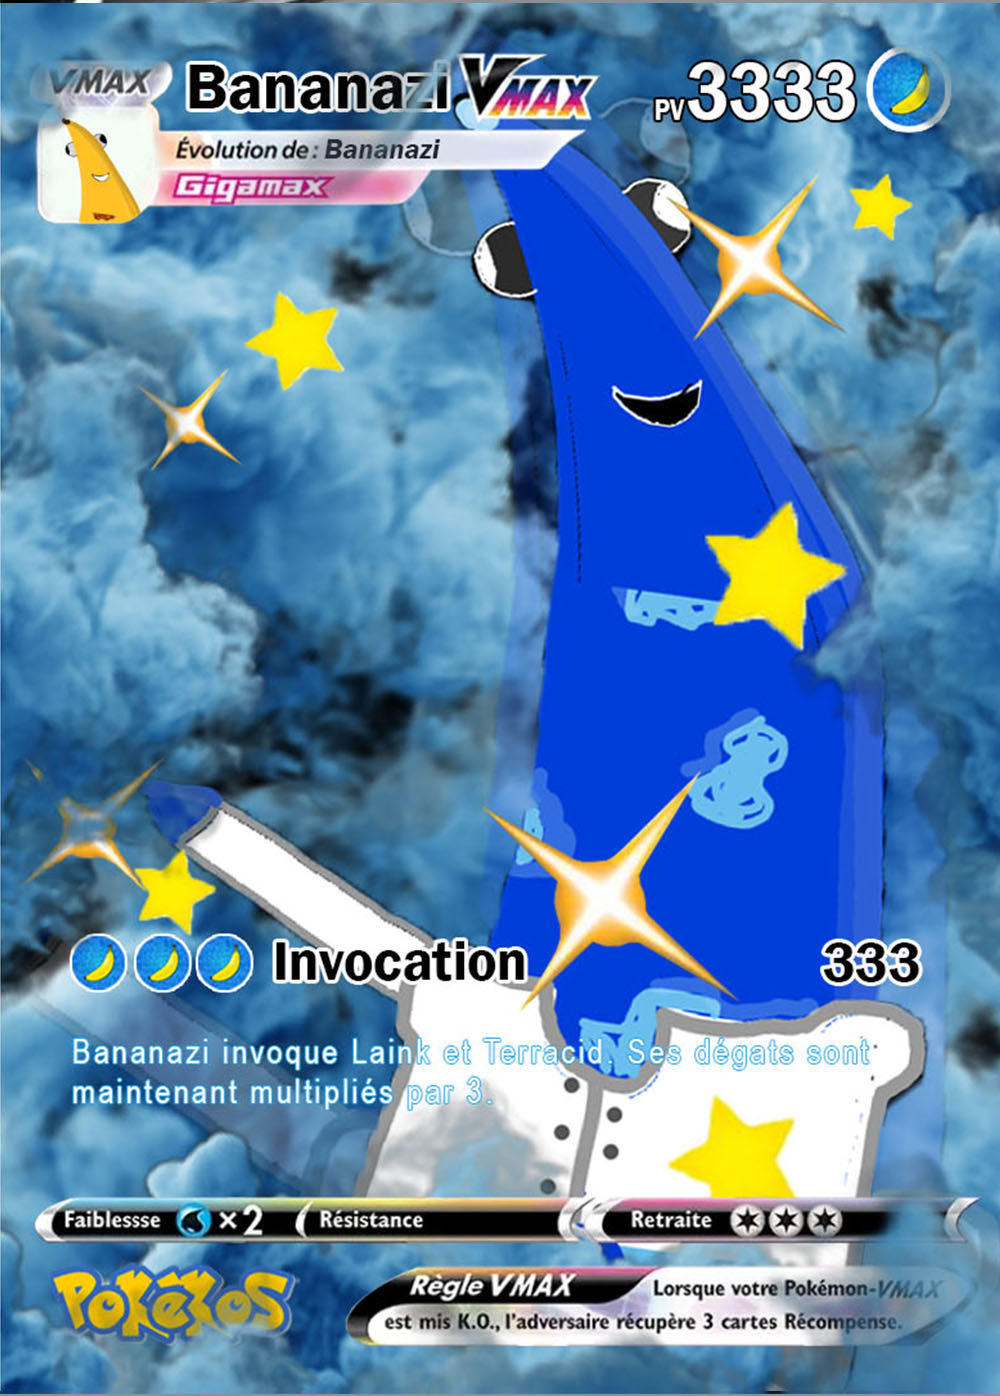 VMAX Bananazi VMAX PV3333
Évolution de : Bananazi
Gigamax
Invocation 333
Bananazi invoque Laink et Terracid. Ses dégats sont
maintenant multipliés par 3.
Faiblessse ×2 Résistance Retraite
POKéKOS
Règle VMAX Lorsque votre Pokémon-VMAX
est mis K.O., l'adversaire récupère 3 cartes Récompense.